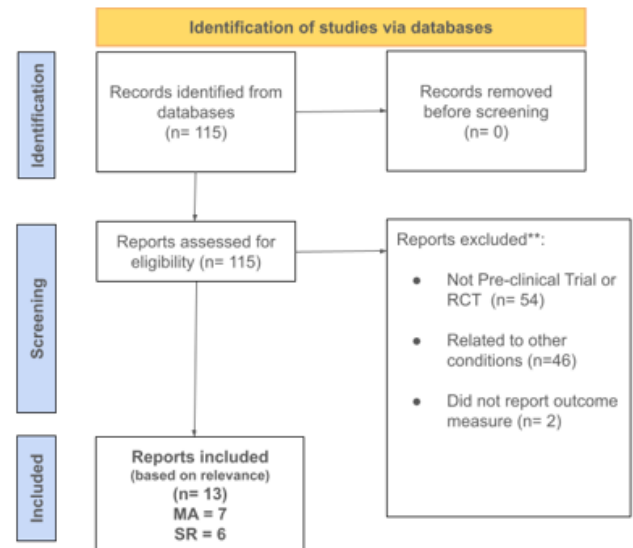 Identification of studies via databases
Identification
Records identified from
databases
(n= 115)
Records removed
before screening
(n= 0)
Screening
Reports assessed for
eligibility (n= 115)
Reports excluded**:
● Not Pre-clinical Trial or
RCT (n= 54)
● Related to other
conditions (n=46)
● Did not report outcome
measure (n= 2)
Included
Reports included
(based on relevance)
(n= 13)
MA = 7
SR = 6